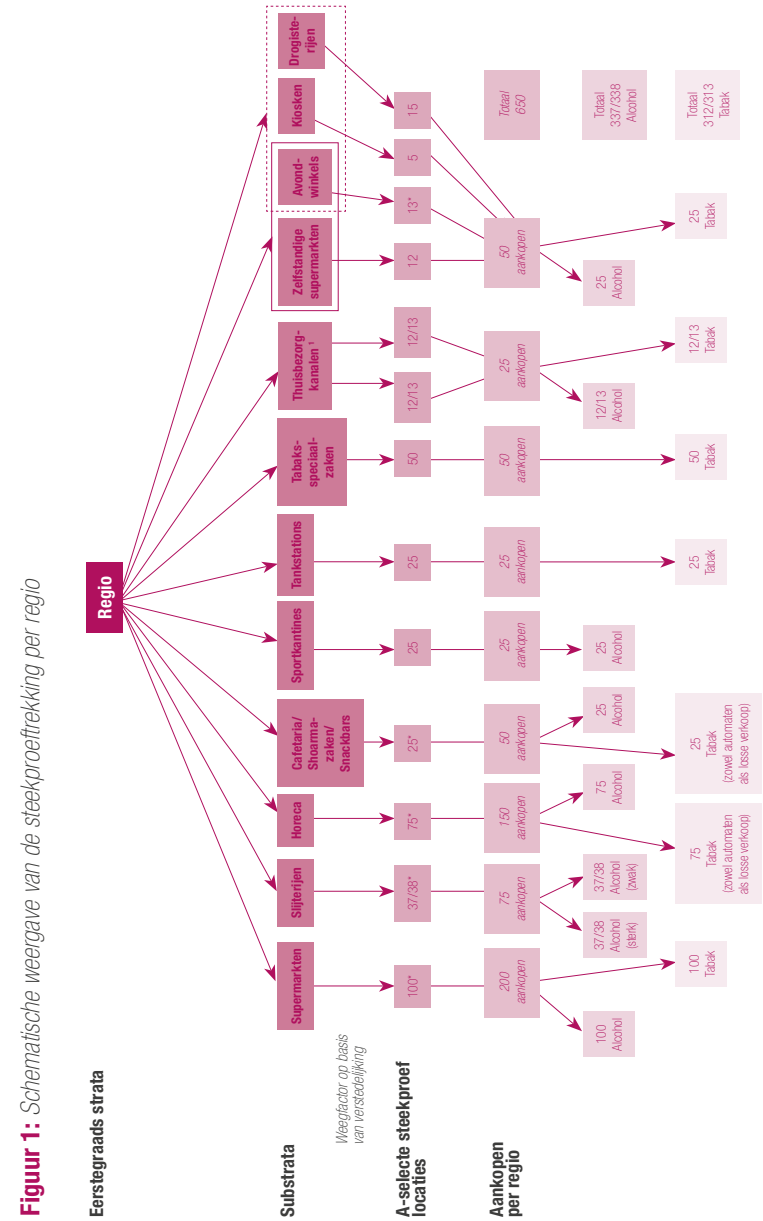 Figuur 1: Schematische weergave van de steekproeftrekking per regio
Eerstegraads strata
Regio
Substrata
Supermarkten
Slijterijen
Horeca
Cafetaria/
Shoarma-
zaken/
Snackbars
Sportkantines
Tankstations
Tabaks-
speciaal-
zaken
Thuisbezorg-
kanalen ¹
Zelfstandige
supermarkten
Avond-
winkels
Kiosken
Drogiste-
rijen
Weegfactor op basis
van verstedelijking
A-selecte steekproef
locaties
100*
37/38*
75*
25*
25
25
50
12/13
12/13
12
13*
5
15
Aankopen
per regio
200
aankopen
75
aankopen
150
aankopen
50
aankopen
25
aankopen
25
aankopen
50
aankopen
25
aankopen
50
aankopen
Totaal
650
100
Alcohol
37/38
Alcohol
(sterk)
37/38
Alcohol
(zwak)
75
Alcohol
25
Alcohol
25
Alcohol
12/13
Alcohol
25
Alcohol
Totaal
337/338
Alcohol
100
Tabak
75
Tabak
(zowel automaten
als losse verkoop)
25
Tabak
(zowel automaten
als losse verkoop)
25
Tabak
50
Tabak
12/13
Tabak
25
Tabak
Totaal
312/313
Tabak